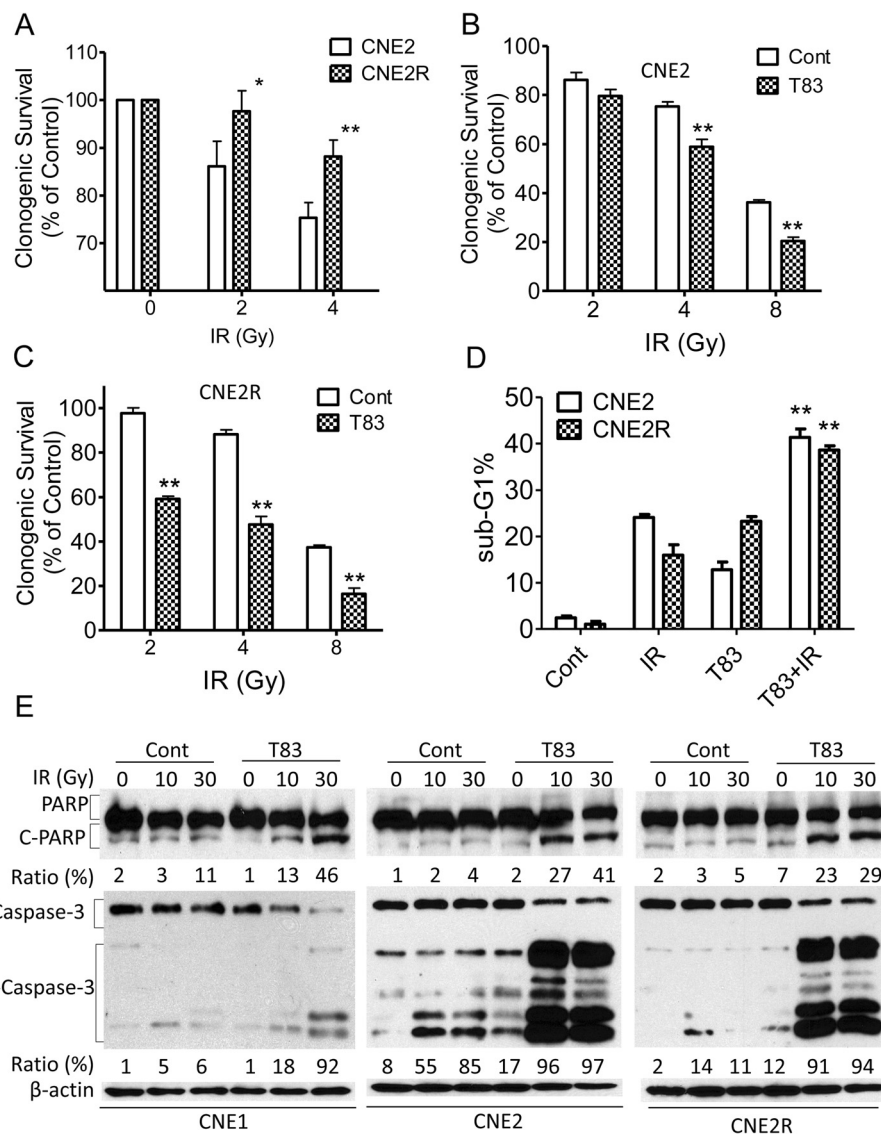 A
CNE2
CNE2R
Clonogenic Survival
(% of Control)
110
100
90
80
70
*
**
0 2 4
IR (Gy)
B
CNE2
Cont
T83
Clonogenic Survival
(% of Control)
100
80
60
40
20
0
**
**
2 4 8
IR (Gy)
C
CNE2R
Cont
T83
Clonogenic Survival
(% of Control)
100
80
60
40
20
0
**
**
**
2 4 8
IR (Gy)
D
CNE2
CNE2R
sub-G1%
50
40
30
20
10
0
** **
Cont IR T83 T83+IR
E
Cont T83 Cont T83 Cont T83
IR (Gy) 0 10 30 0 10 30 0 10 30 0 10 30 0 10 30 0 10 30
PARP
C-PARP
Ratio (%) 2 3 11 1 13 46 1 2 4 2 27 41 2 3 5 7 23 29
Caspase-3
-Caspase-3
Ratio (%) 1 5 6 1 18 92 8 55 85 17 96 97 2 14 11 12 91 94
β-actin
CNE1 CNE2 CNE2R